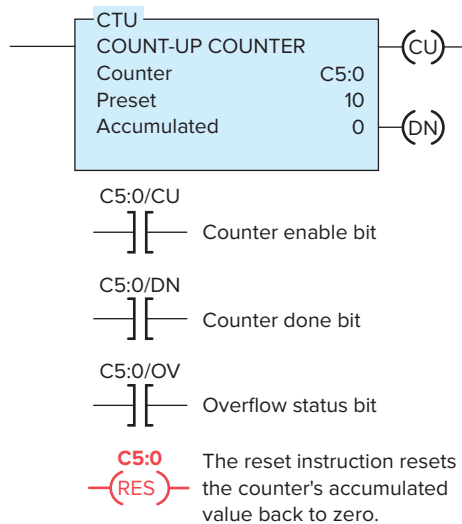 CTU
COUNT-UP COUNTER
Counter C5:0
Preset 10
Accumulated 0
CU
DN
C5:0/CU
Counter enable bit
C5:0/DN
Counter done bit
C5:0/OV
Overflow status bit
C5:0
RES
The reset instruction resets
the counter's accumulated
value back to zero.